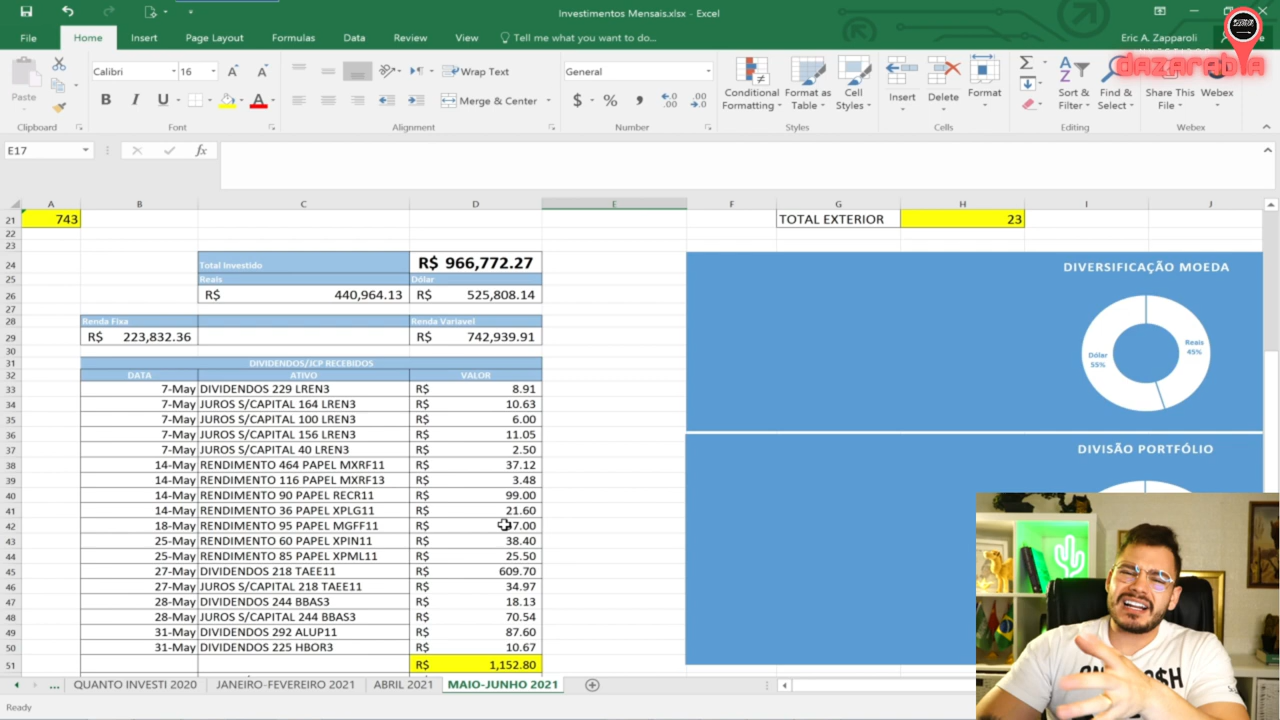 Investimentos Mensais.xlsx - Excel
File Home Insert Page Layout Formulas Data Review View Tell me what you want to do... Eric A. Zapparoli
dazarabia
Paste
Calibri 16
Wrap Text
General
B I U A
Merge & Center
$ % ,
Conditional Formatting
Format as Table
Cell Styles
Insert Delete Format
Sort & Filter
Find & Select
Share This File
Webex
Clipboard Font Alignment Number Styles Cells Editing Webex
E17 fx
A B C D E F G H I J
21 743 TOTAL EXTERIOR 23
22
23
24 Total Investido R$ 966,772.27
25 Reais Dólar
26 R$ 440,964.13 R$ 525,808.14
27
28 Renda Fixa Renda Variavel
29 R$ 223,832.36 R$ 742,939.91
30
31 DIVIDENDOS/JCP RECEBIDOS
32 DATA ATIVO VALOR
33 7-May DIVIDENDOS 229 LREN3 R$ 8.91
34 7-May JUROS S/CAPITAL 164 LREN3 R$ 10.63
35 7-May JUROS S/CAPITAL 100 LREN3 R$ 6.00
36 7-May JUROS S/CAPITAL 156 LREN3 R$ 11.05
37 7-May JUROS S/CAPITAL 40 LREN3 R$ 2.50
38 14-May RENDIMENTO 464 PAPEL MXRF11 R$ 37.12
39 14-May RENDIMENTO 116 PAPEL MXRF13 R$ 3.48
40 14-May RENDIMENTO 90 PAPEL RECR11 R$ 99.00
41 14-May RENDIMENTO 36 PAPEL XPLG11 R$ 21.60
42 18-May RENDIMENTO 95 PAPEL MGFF11 R$
43 25-May RENDIMENTO 60 PAPEL XPIN11 R$ 38.40
44 25-May RENDIMENTO 85 PAPEL XPML11 R$ 25.50
45 27-May DIVIDENDOS 218 TAEE11 R$ 609.70
46 27-May JUROS S/CAPITAL 218 TAEE11 R$ 34.97
47 28-May DIVIDENDOS 244 BBAS3 R$ 18.13
48 28-May JUROS S/CAPITAL 244 BBAS3 R$ 70.54
49 31-May DIVIDENDOS 292 ALUP11 R$ 87.60
50 31-May DIVIDENDOS 225 HBOR3 R$ 10.67
51 R$ 1,152.80
DIVERSIFICAÇÃO MOEDA
Reais 45%
Dólar 55%
DIVISÃO PORTFÓLIO
... QUANTO INVESTI 2020 JANEIRO-FEVEREIRO 2021 ABRIL 2021 MAIO-JUNHO 2021
Ready